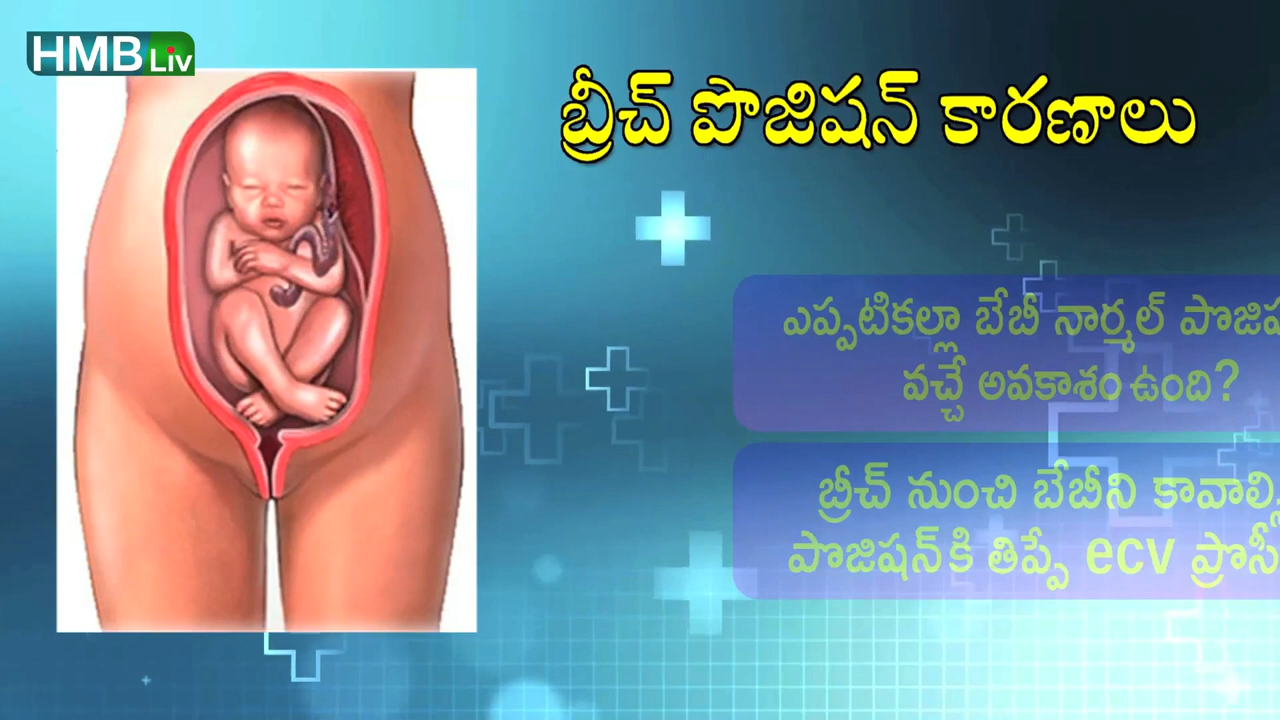 HMB Liv
బ్రీచ్ పొజిషన్ కారణాలు
ఎప్పటికల్లా బేబీ నార్మల్
వచ్చే అవకాశం ఉంది?
బ్రీచ్ నుంచి బేబీని
పొజిషన్‌కి తిప్పే ecv